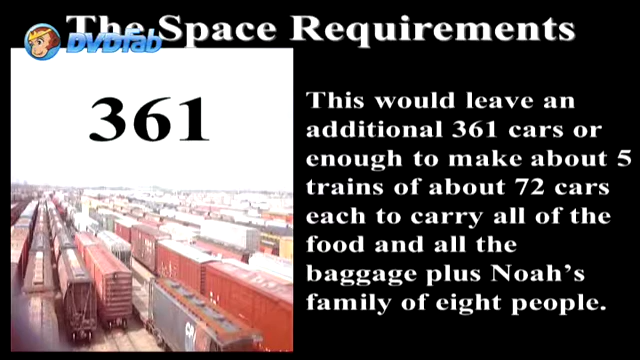 The Space Requirements
DVDfab
361
This would leave an
additional 361 cars or
enough to make about 5
trains of about 72 cars
each to carry all of the
food and all the
baggage plus Noah's
family of eight people.